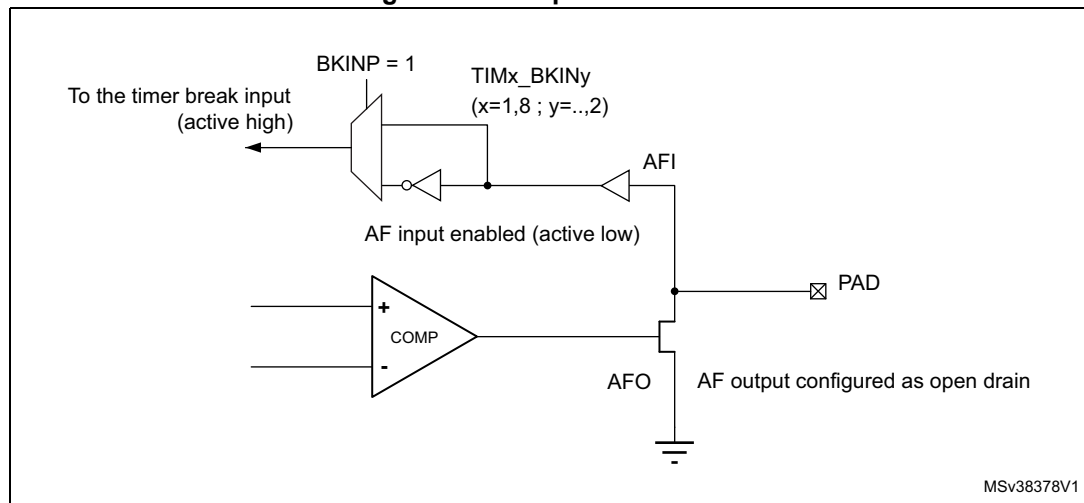 BKINP = 1
TIMx_BKINy
(x=1,8 ; y=..,2)
To the timer break input
(active high)
AFI
AF input enabled (active low)
PAD
+
COMP
-
AFO
AF output configured as open drain
MSv38378V1